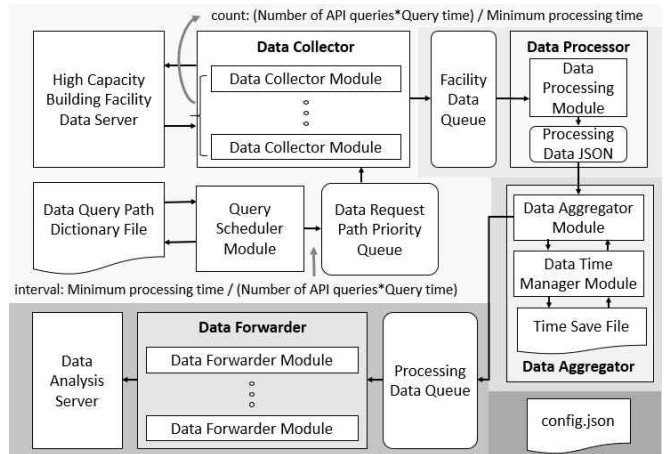 count: (Number of API queries*Query time) / Minimum processing time
High Capacity
Building Facility
Data Server
Data Collector
Data Collector Module
Data Collector Module
Facility
Data
Queue
Data Processor
Data
Processing
Module
Processing
Data JSON
Data Query Path
Dictionary File
Query
Scheduler
Module
Data Request
Path Priority
Queue
interval: Minimum processing time / (Number of API queries*Query time)
Data Aggregator
Module
Data Time
Manager Module
Time Save File
Data Aggregator
Data
Analysis
Server
Data Forwarder
Data Forwarder Module
Data Forwarder Module
Processing
Data Queue
config.json